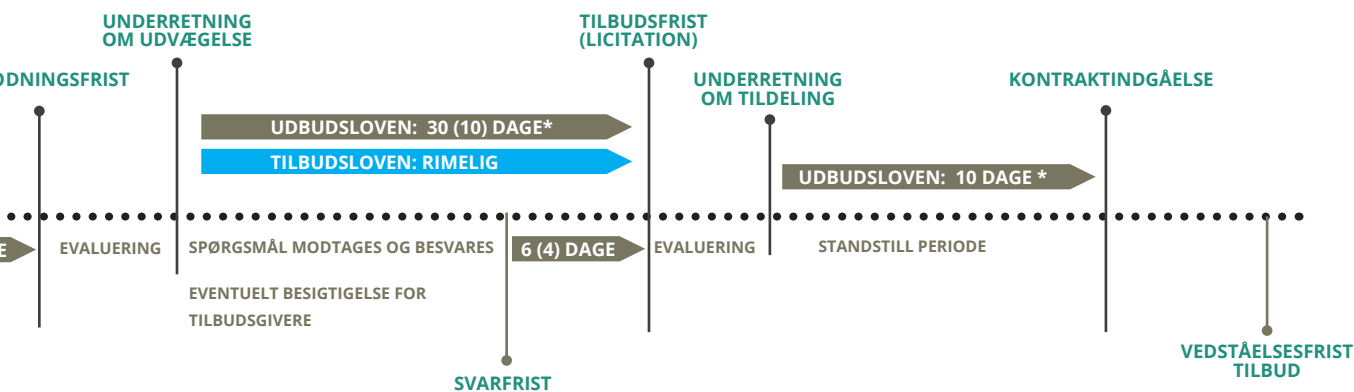 UNDERRETNING
OM UDVÆGELSE
TILBUDSFRIST
(LICITATION)
ODNINGSFRIST
UNDERRETNING
OM TILDELING
KONTRAKTINDGÅELSE
UDBUDSLOVEN: 30 (10) DAGE*
TILBUDSLOVEN: RIMELIG
UDBUDSLOVEN: 10 DAGE *
E
EVALUERING
SPØRGSMÅL MODTAGES OG BESVARES
6 (4) DAGE
EVALUERING
STANDSTILL PERIODE
EVENTUELT BESIGTIGELSE FOR
TILBUDSGIVERE
SVARFRIST
VEDSTÅELSESFRIST
TILBUD